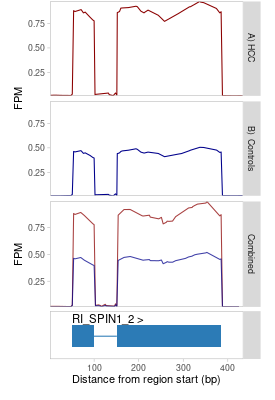 0.75
0.50
0.25
A) HCC
FPM
0.75
0.50
0.25
B) Controls
FPM
0.75
0.50
0.25
Combined
RI_SPIN1_2 >
100
200
300
400
Distance from region start (bp)